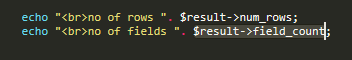 echo "<br>no of rows ". $result->num_rows;
echo "<br>no of fields ". $result->field_count;